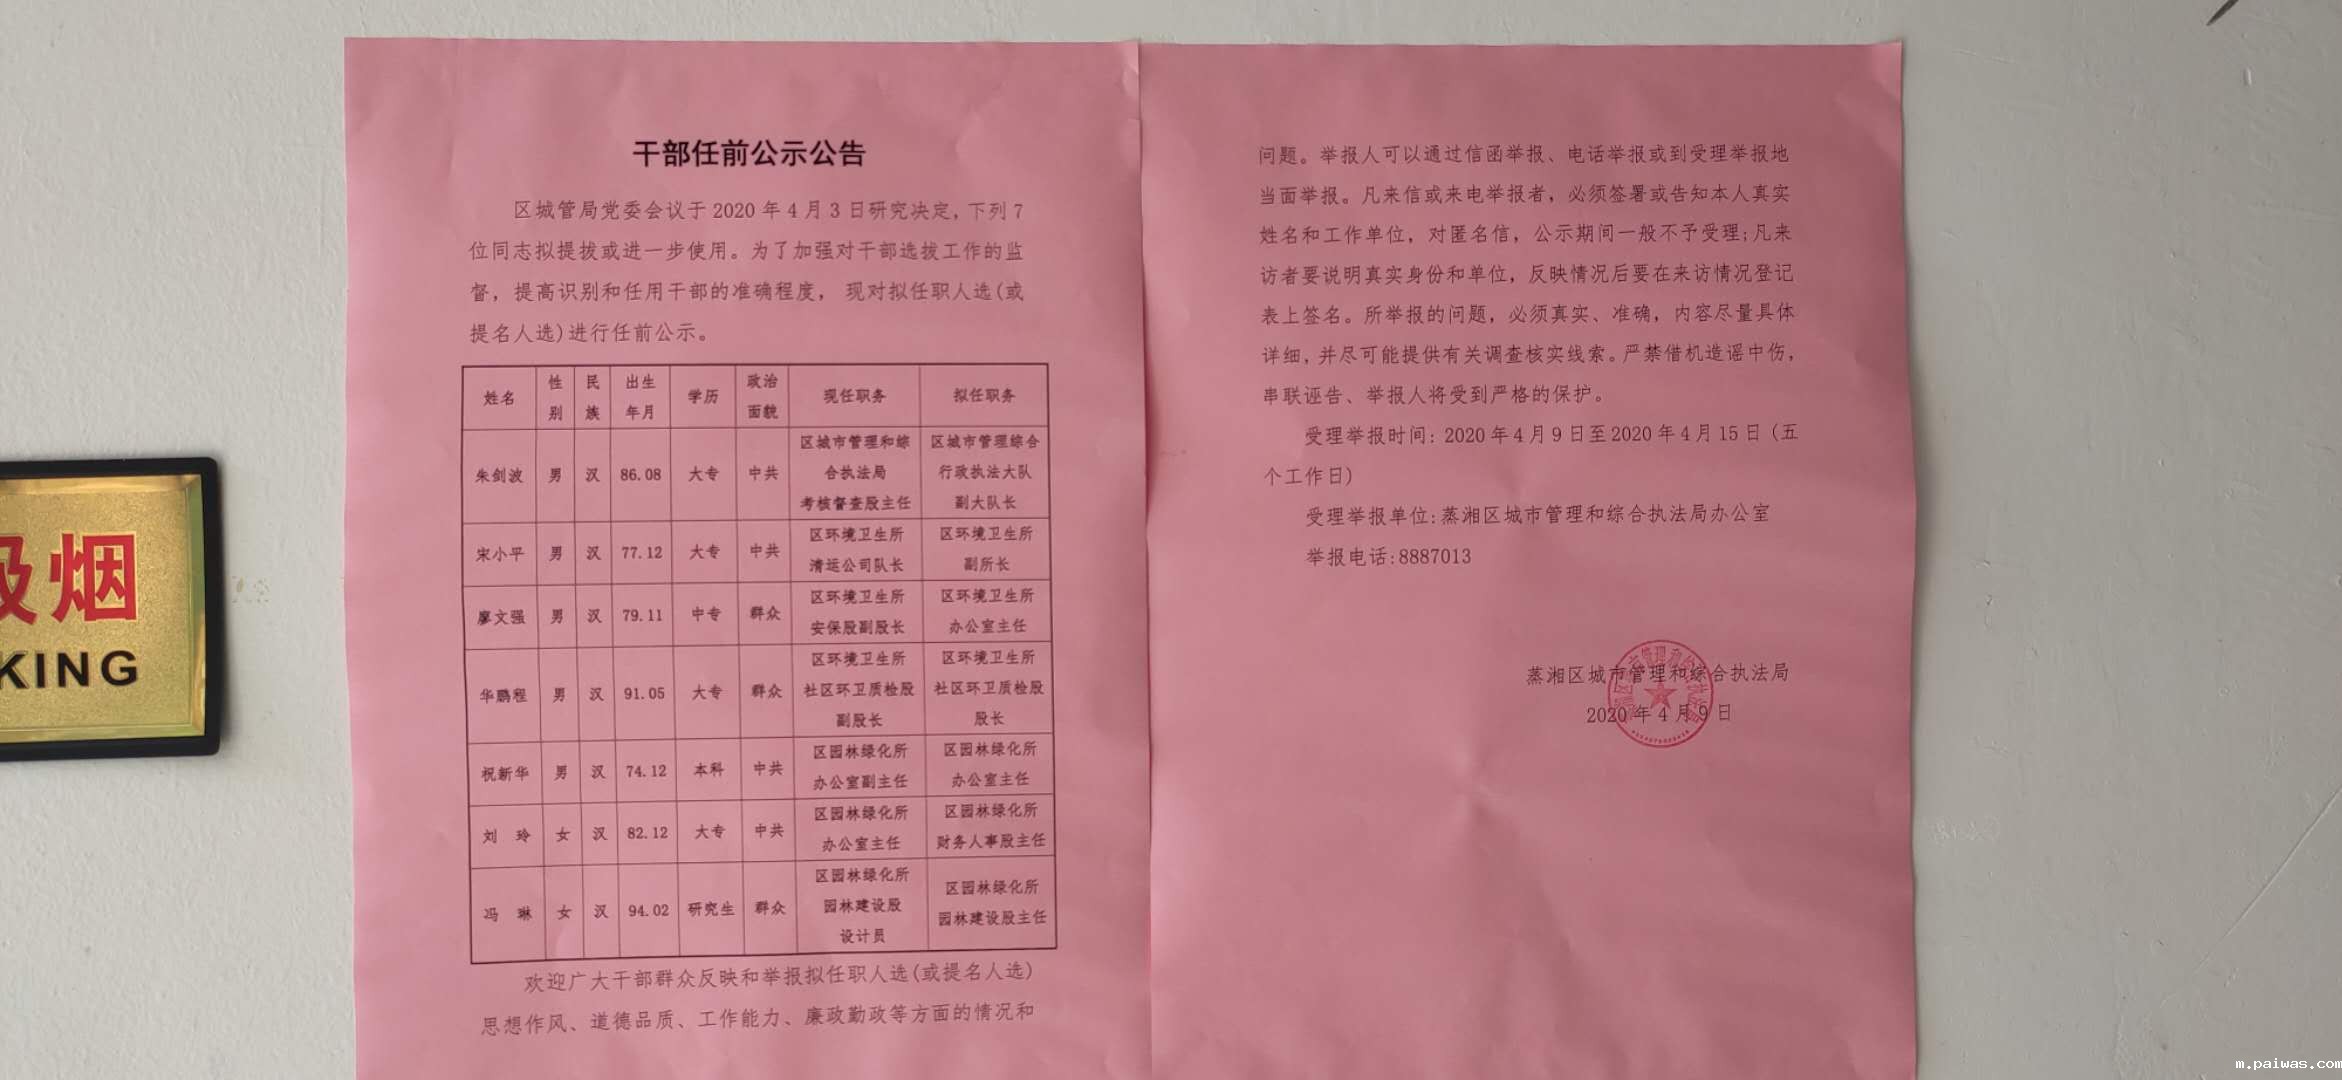 干部任前公示公告
区城管局党委会议于 2020 年 4 月 3 日研究决定，下列 7
位同志拟提拔或进一步使用。为了加强对干部选拔工作的监
督，提高识别和任用干部的准确程度， 现对拟任职人选(或
提名人选)进行任前公示。
姓名 性别 民族 出生年月 学历 政治面貌 现任职务 拟任职务
朱剑波 男 汉 86.08 大专 中共 区城市管理和综合执法局考核督查股主任 区城市管理综合行政执法大队副大队长
宋小平 男 汉 77.12 大专 中共 区环境卫生所清运公司队长 区环境卫生所副所长
廖文强 男 汉 79.11 中专 群众 区环境卫生所安保股副股长 区环境卫生所办公室主任
华鹏程 男 汉 91.05 大专 群众 区环境卫生所社区环卫质检股副股长 区环境卫生所社区环卫质检股股长
祝新华 男 汉 74.12 本科 中共 区园林绿化所办公室副主任 区园林绿化所办公室主任
刘 玲 女 汉 82.12 大专 中共 区园林绿化所办公室主任 区园林绿化所财务人事股主任
冯 琳 女 汉 94.02 研究生 群众 区园林绿化所园林建设股设计员 区园林绿化所园林建设股主任
欢迎广大干部群众反映和举报拟任职人选(或提名人选)
思想作风、道德品质、工作能力、廉政勤政等方面的情况和
问题。举报人可以通过信函举报、电话举报或到受理举报地
当面举报。凡来信或来电举报者，必须签署或告知本人真实
姓名和工作单位，对匿名信，公示期间一般不予受理;凡来
访者要说明真实身份和单位，反映情况后要在来访情况登记
表上签名。所举报的问题，必须真实、准确，内容尽量具体
详细，并尽可能提供有关调查核实线索。严禁借机造谣中伤，
串联诬告、举报人将受到严格的保护。
受理举报时间: 2020 年 4 月 9 日至 2020 年 4 月 15 日（五
个工作日）
受理举报单位:蒸湘区城市管理和综合执法局办公室
举报电话:8887013
蒸湘区城市管理和综合执法局
2020 年 4 月 9 日
吸烟
KING
m.paiwas.com